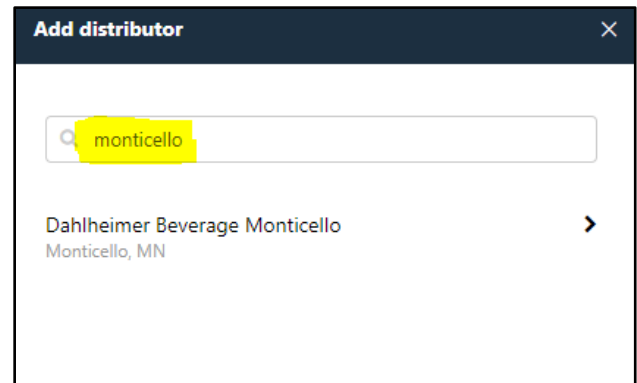 Add distributor
monticello
Dahlheimer Beverage Monticello
Monticello, MN